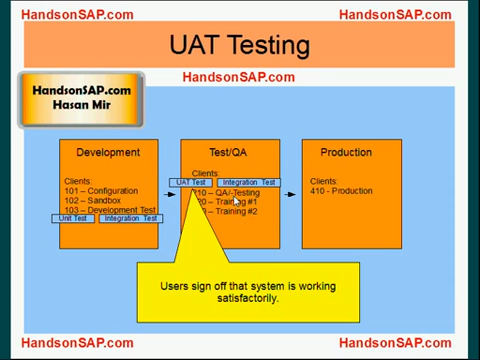 HandsonSAP.com
HandsonSAP.com
UAT Testing
HandsonSAP.com
HandsonSAP.com
Hasan Mir
Development
Clients:
101 – Configuration
102 – Sandbox
103 – Development Test
Unit Test
Integration Test
Test/QA
Clients:
UAT Test
Integration Test
210 – QA/-Testing
20 – Training #1
– Training #2
Production
Clients:
410 - Production
Users sign off that system is working
satisfactorily.
HandsonSAP.com
HandsonSAP.com